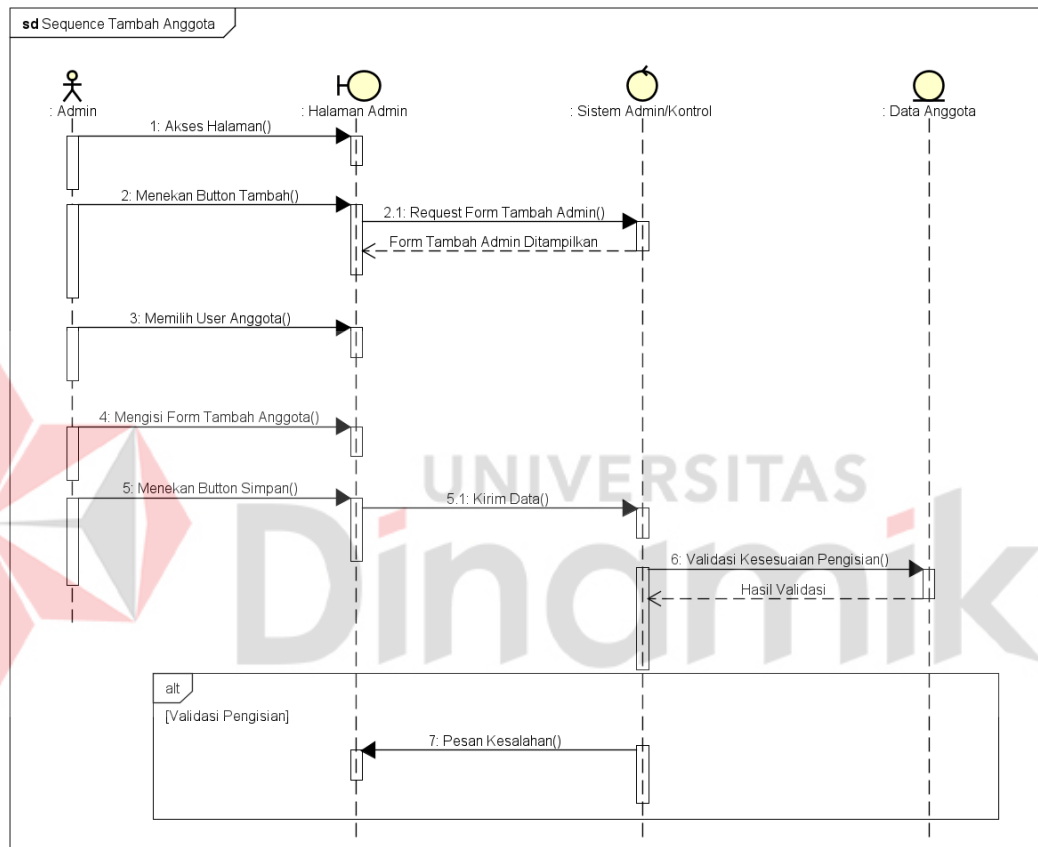 sd Sequence Tambah Anggota
: Admin
: Halaman Admin
: Sistem Admin/Kontrol
: Data Anggota
1: Akses Halaman()
2: Menekan Button Tambah()
2.1: Request Form Tambah Admin()
Form Tambah Admin Ditampilkan
3: Memilih User Anggota()
4: Mengisi Form Tambah Anggota()
5: Menekan Button Simpan()
5.1: Kirim Data()
6: Validasi Kesesuaian Pengisian()
Hasil Validasi
alt
[Validasi Pengisian]
7: Pesan Kesalahan()
UNIVERSITAS
Dinamik